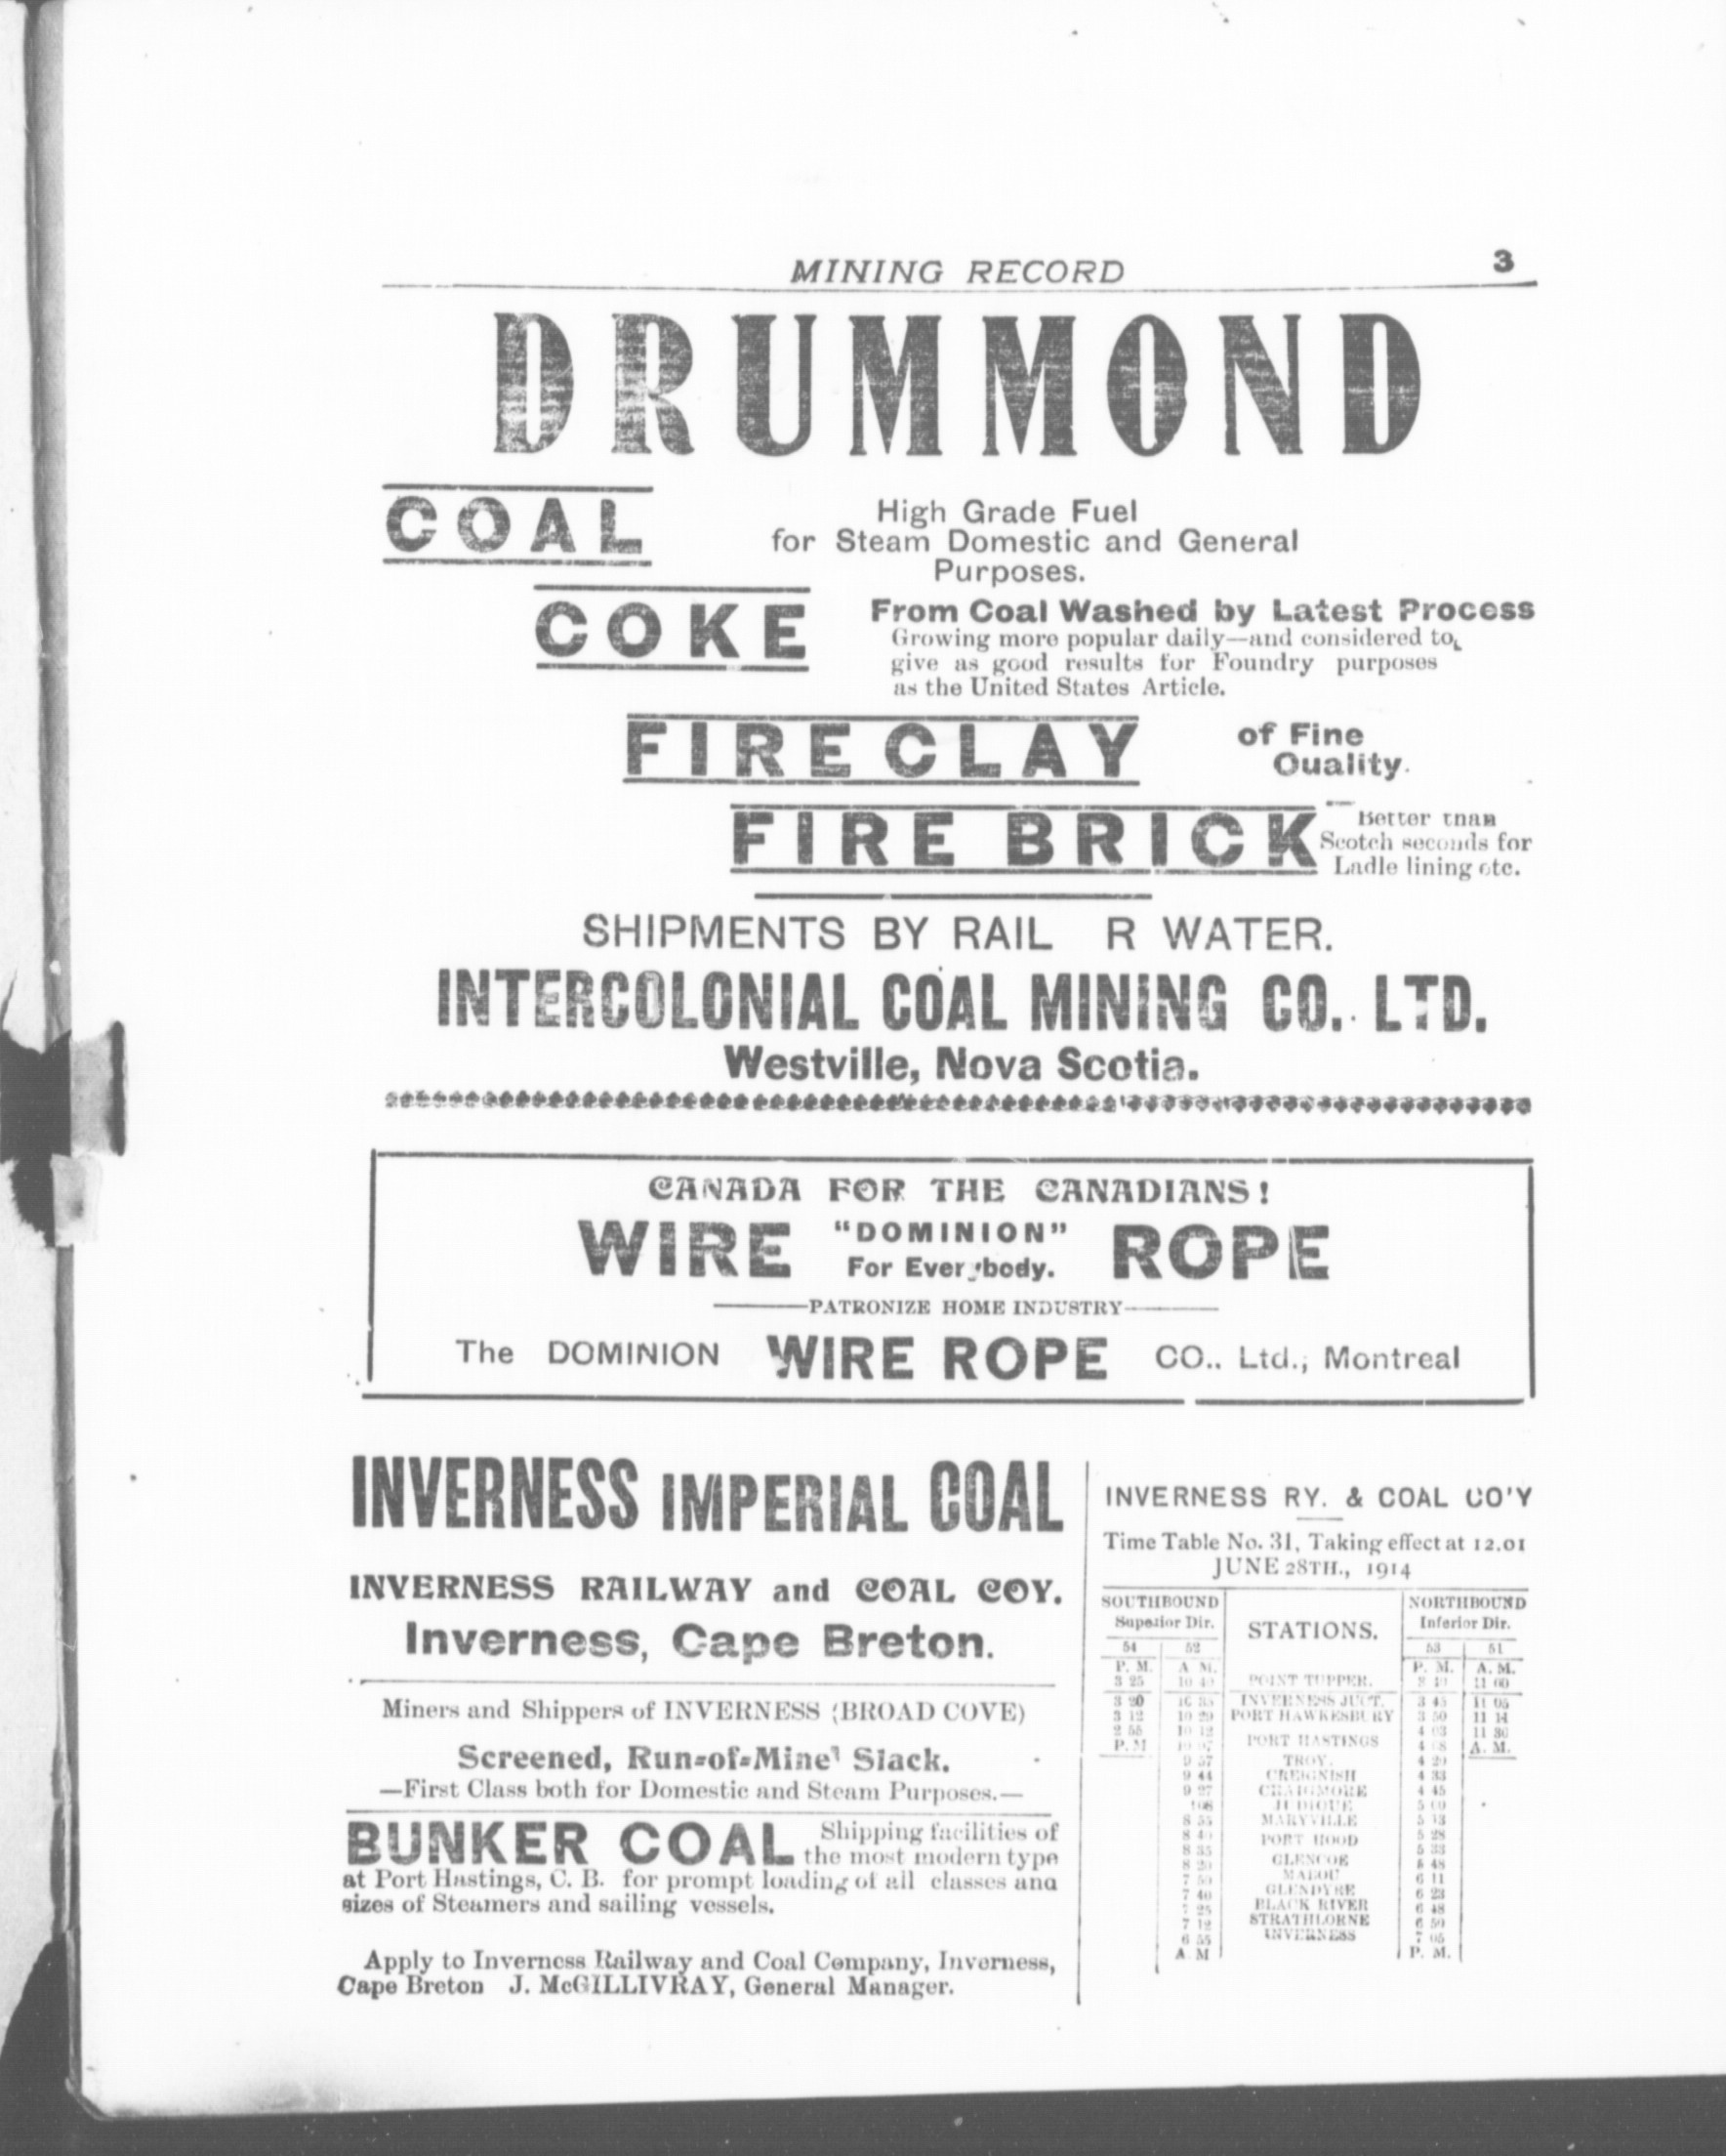 MINING RECORD 3
DRUMMOND
COAL
High Grade Fuel
for Steam Domestic and General
Purposes.
COKE
From Coal Washed by Latest Process
Growing more popular daily—and considered to
give as good results for Foundry purposes
as the United States Article.
FIRE CLAY
of Fine
Quality.
FIRE BRICK
Better than
Scotch seconds for
Ladle lining etc.
SHIPMENTS BY RAIL R WATER.
INTERCOLONIAL COAL MINING CO. LTD.
Westville, Nova Scotia.
CANADA FOR THE CANADIANS!
WIRE "DOMINION" ROPE
For Everybody.
PATRONIZE HOME INDUSTRY
The DOMINION WIRE ROPE CO., Ltd., Montreal
INVERNESS IMPERIAL COAL
INVERNESS RAILWAY and COAL COY.
Inverness, Cape Breton.
Miners and Shippers of INVERNESS (BROAD COVE)
Screened, Run-of-Mine' Slack.
—First Class both for Domestic and Steam Purposes.—
BUNKER COAL Shipping facilities of
the most modern type
at Port Hastings, C. B. for prompt loading of all classes and
sizes of Steamers and sailing vessels.
Apply to Inverness Railway and Coal Company, Inverness,
Cape Breton J. McGILLIVRAY, General Manager.
INVERNESS RY. & COAL CO'Y
Time Table No. 31, Taking effect at 12.01
JUNE 28TH., 1914
SOUTHBOUND STATIONS. NORTHBOUND
Superior Dir. Inferior Dir.
54 52 53 51
P. M. A M. P. M. A. M.
3 25 10 40 POINT TUPPER. 11 00
3 20 INVERNESS JUCT. 3 45 11 05
3 12 10 20 PORT HAWKESBURY 3 50 11 14
2 55 10 12 PORT HASTINGS 4 03 11 30
P. M A. M.
9 57 TROY. 4 20
9 44 CREIGNISH 4 33
9 27 CRAIGMORE 4 45
JUDIQUE
8 55 MARYVILLE 5 13
PORT HOOD 5 28
8 35 5 33
8 20 GLENCOE 5 48
MABOU 6 11
7 40 GLENDYRE 6 23
7 25 BLACK RIVER 6 48
7 12 STRATHLORNE 6 50
6 55 INVERNESS 7 05
A M P. M.